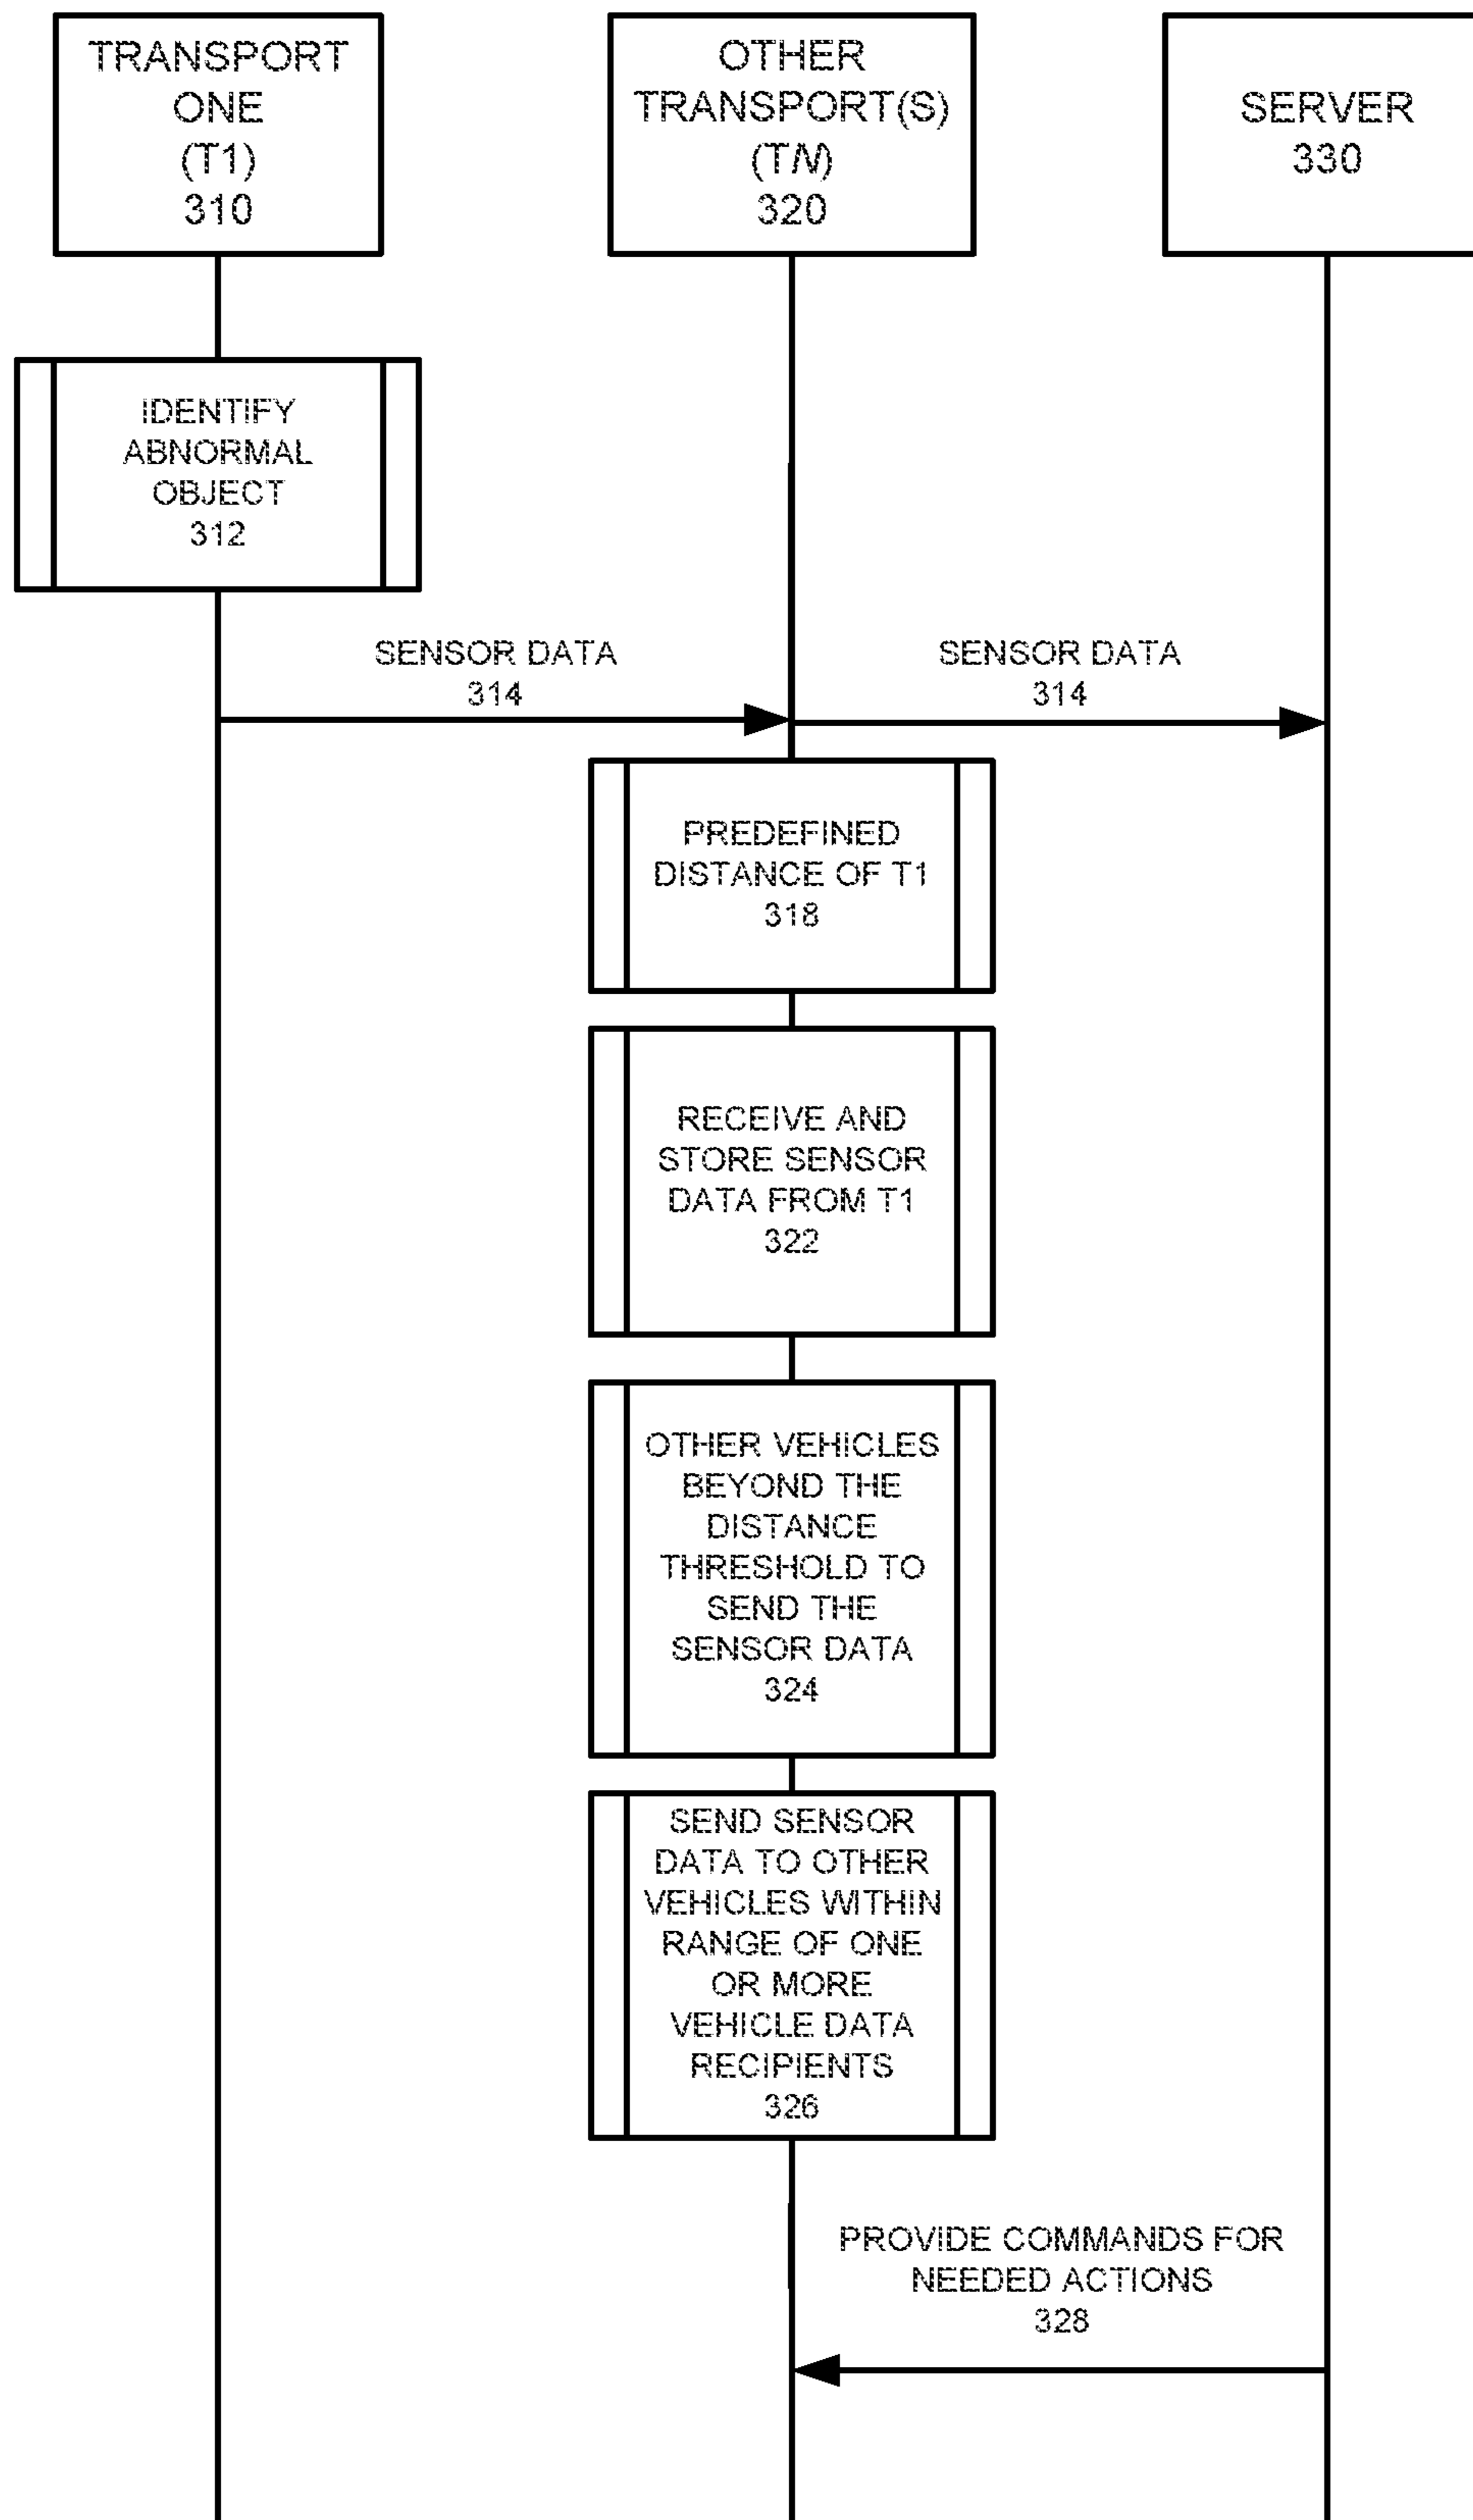 TRANSPORT
ONE
(T1)
310
OTHER
TRANSPORT(S)
(TN)
320
SERVER
330
IDENTIFY
ABNORMAL
OBJECT
312
SENSOR DATA
314
SENSOR DATA
314
PREDEFINED
DISTANCE OF T1
318
RECEIVE AND
STORE SENSOR
DATA FROM T1
322
OTHER VEHICLES
BEYOND THE
DISTANCE
THRESHOLD TO
SEND THE
SENSOR DATA
324
SEND SENSOR
DATA TO OTHER
VEHICLES WITHIN
RANGE OF ONE
OR MORE
VEHICLE DATA
RECIPIENTS
326
PROVIDE COMMANDS FOR
NEEDED ACTIONS
328